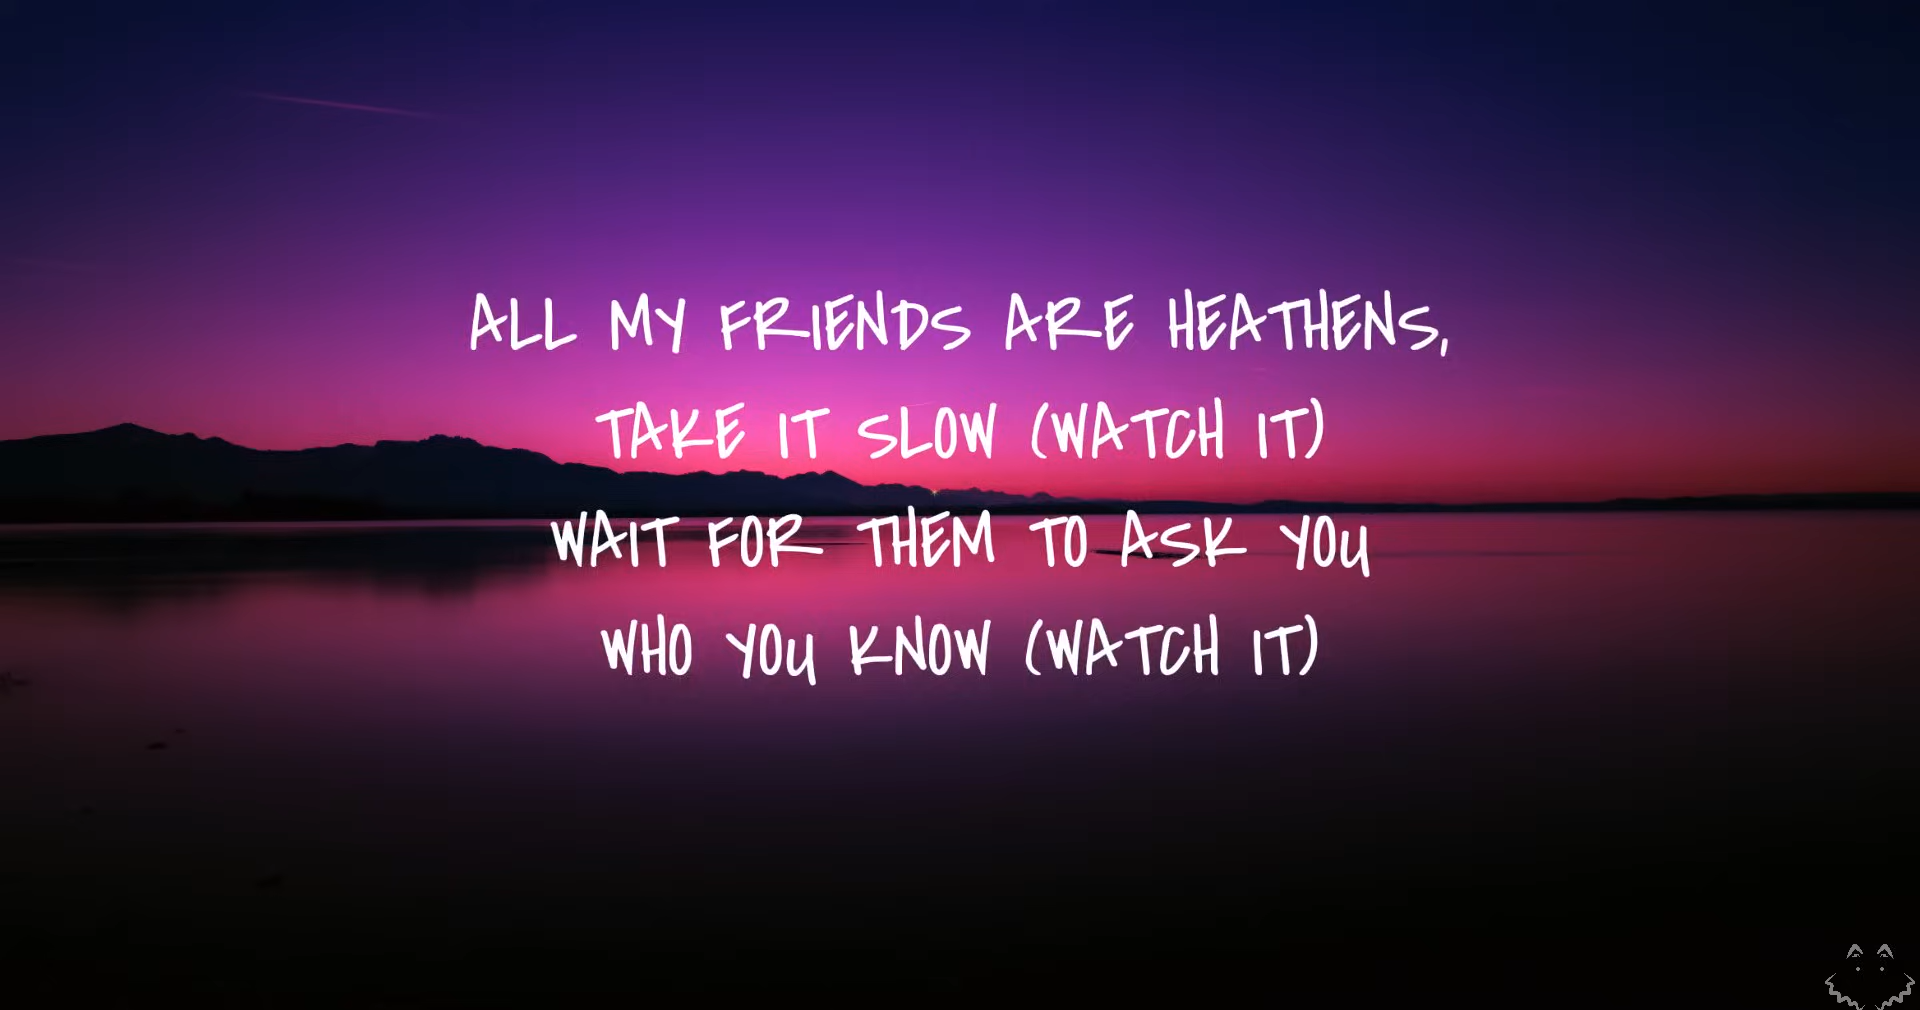 ALL MY FRIENDS ARE HEATHENS,
TAKE IT SLOW (WATCH IT)
WAIT FOR THEM TO ASK YOU
WHO YOU KNOW (WATCH IT)